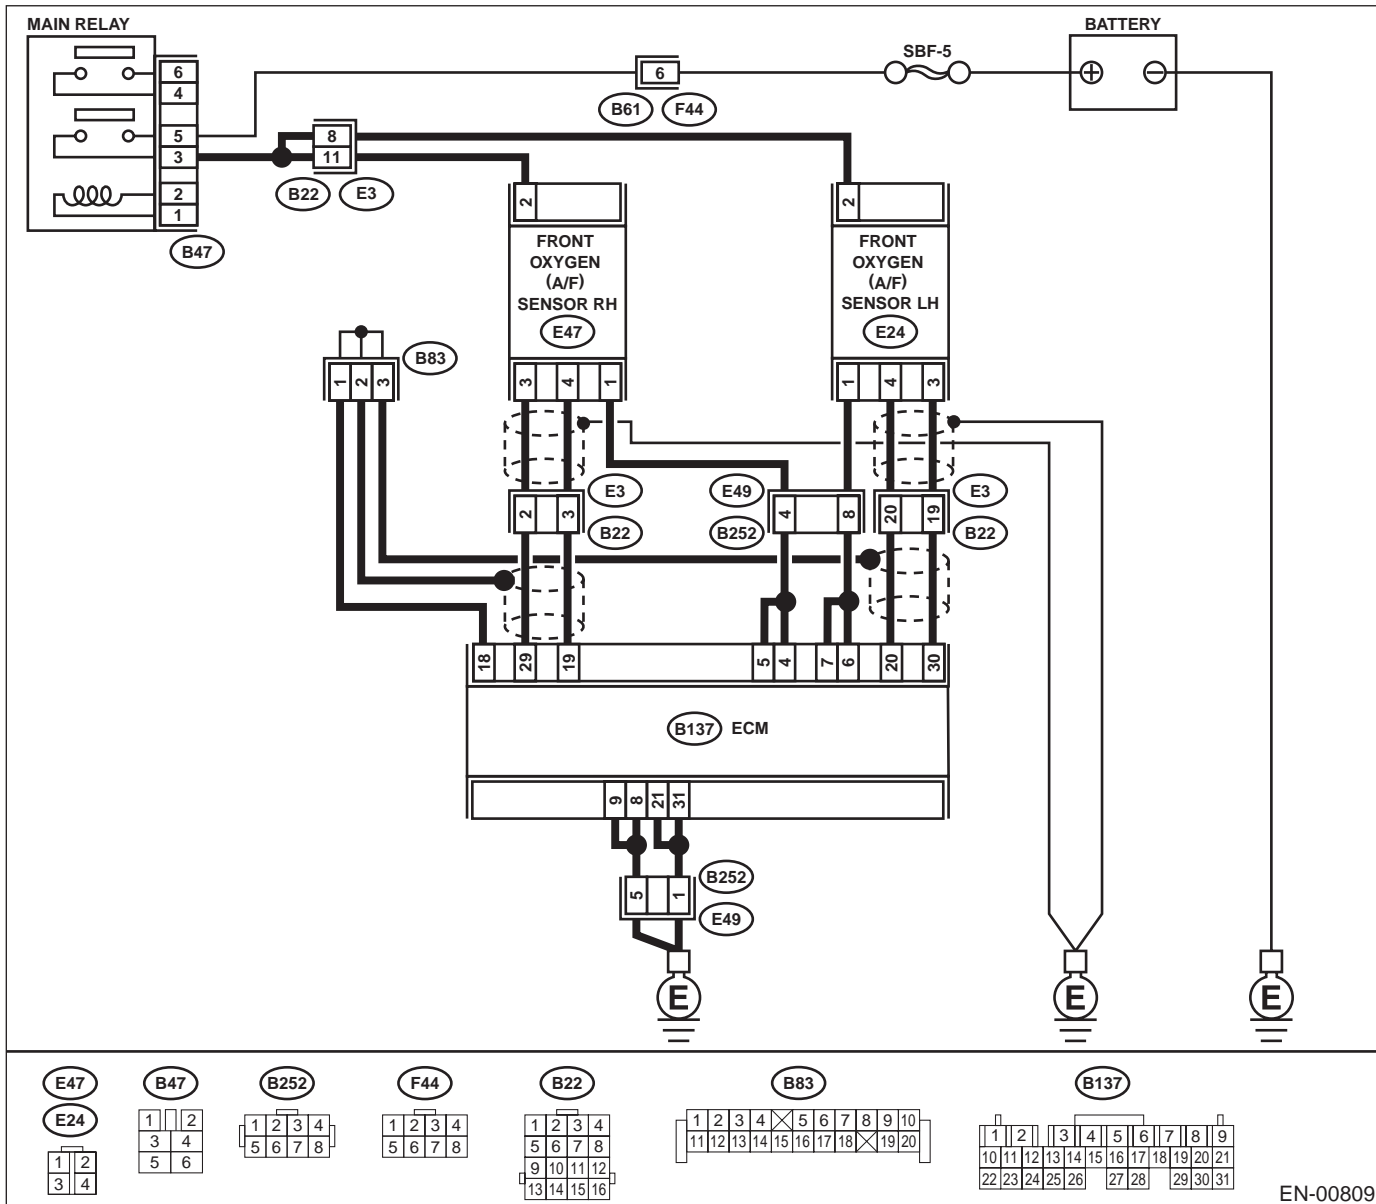 MAIN RELAY
BATTERY
SBF-5
6
4
5
3
2
1
B47
6
B61 F44
+ −
8
11
B22 E3
2
FRONT
OXYGEN
(A/F)
SENSOR RH
E47
3 4 1
2
FRONT
OXYGEN
(A/F)
SENSOR LH
E24
1 4 3
B83
1 2 3
E3
2 3
B22
E49
4 8
B252
E3
20 19
B22
18 29 19 5 4 7 6 20 30
B137 ECM
9 8 21 31
B252
5 1
E49
E E E
E47
E24
1 2
3 4
B47
1 2
3 4
5 6
B252
1 2 3 4
5 6 7 8
F44
1 2 3 4
5 6 7 8
B22
1 2 3 4
5 6 7 8
9 10 11 12
13 14 15 16
B83
1 2 3 4 5 6 7 8 9 10
11 12 13 14 15 16 17 18 19 20
B137
1 2 3 4 5 6 7 8 9
10 11 12 13 14 15 16 17 18 19 20 21
22 23 24 25 26 27 28 29 30 31
EN-00809